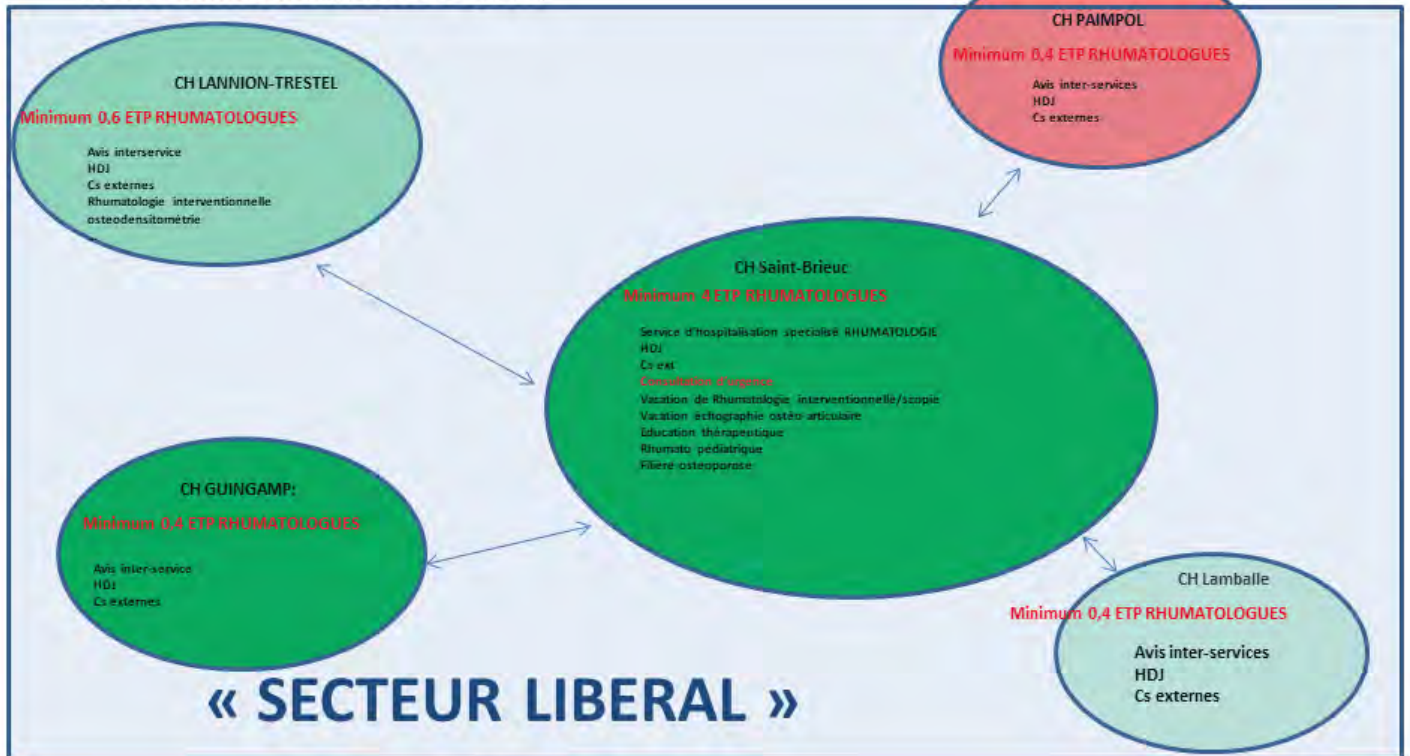 CH PAIMPOL
Minimum 0,4 ETP RHUMATOLOGUES
Avis inter-services
HDJ
Cs externes
CH LANNION-TRESTEL
Minimum 0,6 ETP RHUMATOLOGUES
Avis interservice
HDJ
Cs externes
Rhumatologie interventionnelle
osteodensitométrie
CH Saint-Brieuc
Minimum 4 ETP RHUMATOLOGUES
Service d'hospitalisation specialisé RHUMATOLOGIE
HDJ
Cs ext
Consultation d'urgence
Vacation de Rhumatologie interventionnelle/scopie
Vacation échographie ostéo-articulaire
Education thérapeutique
Rhumato pediatrique
Filière ostéoporose
CH GUINGAMP:
Minimum 0,4 ETP RHUMATOLOGUES
Avis inter-service
HDJ
Cs externes
CH Lamballe
Minimum 0,4 ETP RHUMATOLOGUES
Avis inter-services
HDJ
Cs externes
« SECTEUR LIBERAL »